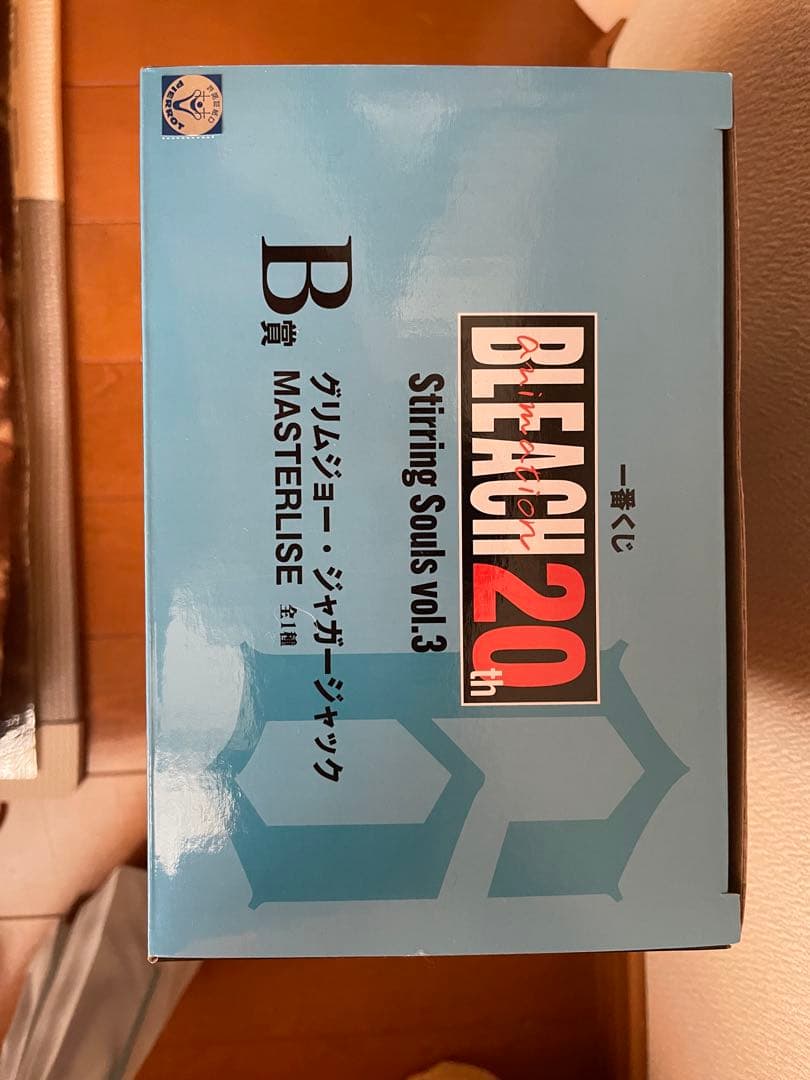 一番くじ
BLEACH 20th
animation
Stirring Souls vol.3
B賞 グリムジョー・ジャガージャック
MASTERLISE 全1種
PIERROT